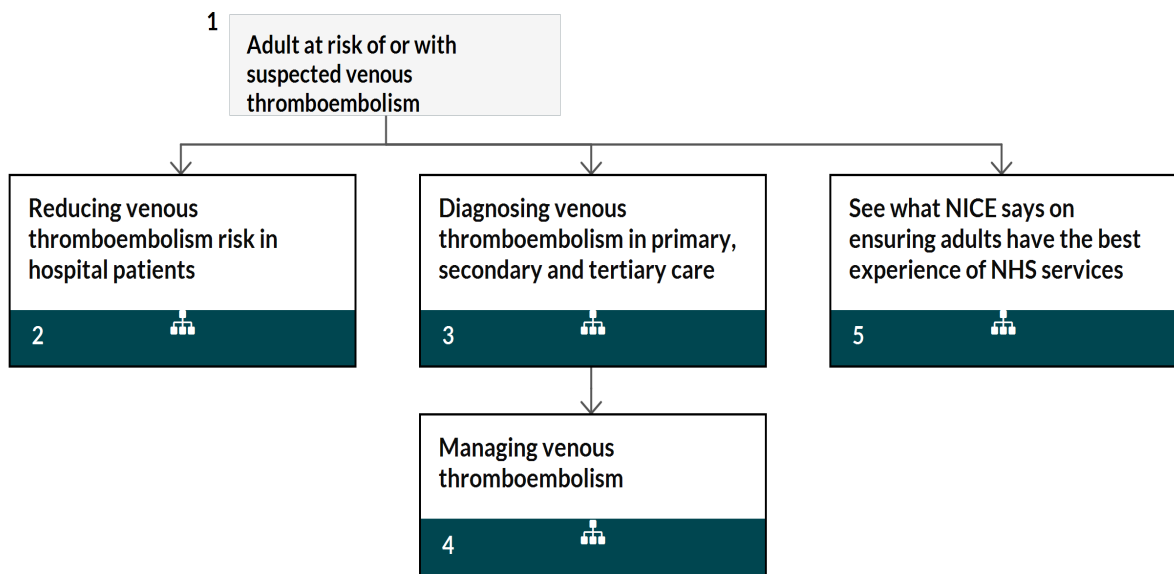 1
Adult at risk of or with
suspected venous
thromboembolism
Reducing venous
thromboembolism risk in
hospital patients
2
Diagnosing venous
thromboembolism in primary,
secondary and tertiary care
3
See what NICE says on
ensuring adults have the best
experience of NHS services
5
Managing venous
thromboembolism
4